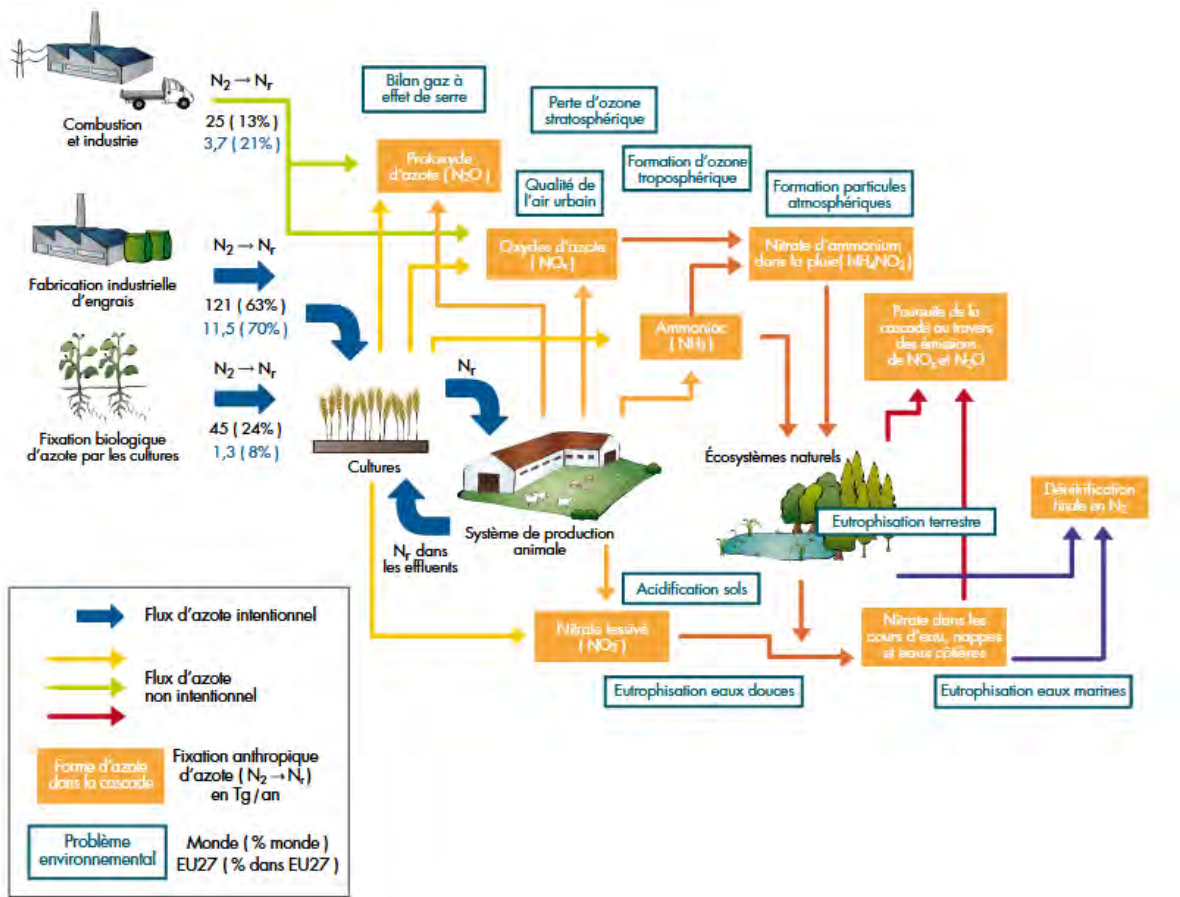 N2 → Nr
25 ( 13% )
3,7 ( 21% )
Combustion
et industrie
Bilan gaz à
effet de serre
Perte d'ozone
stratosphérique
Protoxyde
d'azote ( N2O )
Formation d'ozone
troposphérique
Qualité de
l'air urbain
Formation particules
atmosphériques
N2 → Nr
Fabrication industrielle
d'engrais
121 ( 63% )
11,5 ( 70% )
Oxydes d'azote
( NOx )
Nitrate d'ammonium
dans la pluie( NH4NO2 )
Ammoniac
( NH3 )
Poursuite de la
cascade au travers
des émissions
de NOx et N2O
N2 → Nr
45 ( 24% )
1,3 ( 8% )
Fixation biologique
d'azote par les cultures
Nr
Cultures
Écosystèmes naturels
Système de production
animale
Nr dans
les effluents
Eutrophisation terrestre
Dénitrification
finale en N2
Acidification sols
Nitrate lessivé
( NO3- )
Nitrate dans les
cours d'eau, nappes
et eaux côtières
Eutrophisation eaux douces
Eutrophisation eaux marines
Flux d'azote intentionnel
Flux d'azote
non intentionnel
Forme d'azote
dans la cascade
Fixation anthropique
d'azote ( N2 → Nr )
en Tg/an
Problème
environnemental
Monde ( % monde )
EU27 ( % dans EU27 )